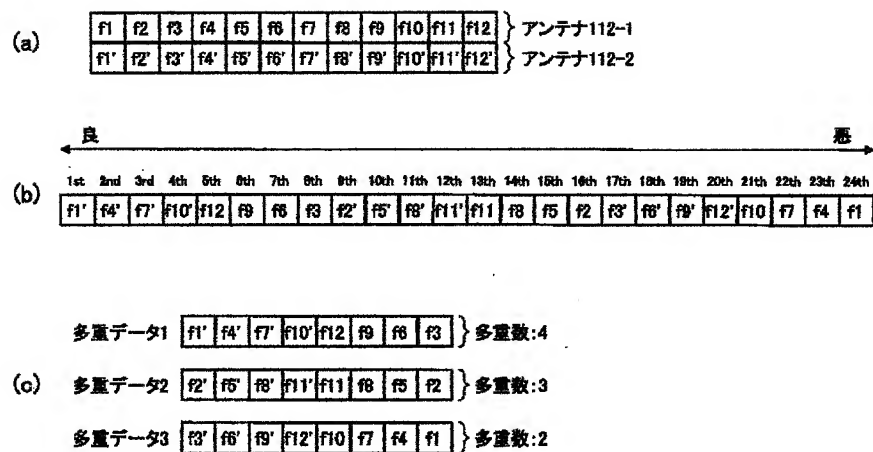 (a)
f1 f2 f3 f4 f5 f6 f7 f8 f9 f10 f11 f12 } アンテナ112-1
f1' f2' f3' f4' f5' f6' f7' f8' f9' f10' f11' f12' } アンテナ112-2
良 悪
1st 2nd 3rd 4th 5th 6th 7th 8th 9th 10th 11th 12th 13th 14th 15th 16th 17th 18th 19th 20th 21th 22th 23th 24th
(b)
f1' f4' f7' f10' f12 f9 f6 f3 f2' f5' f8' f11' f11 f8 f5 f2 f3' f6' f9' f12' f10 f7 f4 f1
多重データ1 f1' f4' f7' f10' f12 f9 f6 f3 } 多重数:4
(c)
多重データ2 f2' f5' f8' f11' f11 f8 f5 f2 } 多重数:3
多重データ3 f3' f6' f9' f12' f10 f7 f4 f1 } 多重数:2